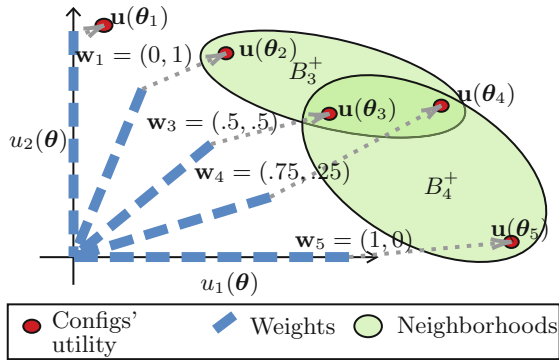 u(θ₁)
w₁ = (0, 1)
u(θ₂)
B₃⁺
u(θ₃)
u(θ₄)
w₃ = (.5, .5)
u₂(θ)
w₄ = (.75, .25)
B₄⁺
w₅ = (1, 0)
u(θ₅)
u₁(θ)
Configs' utility
Weights
Neighborhoods